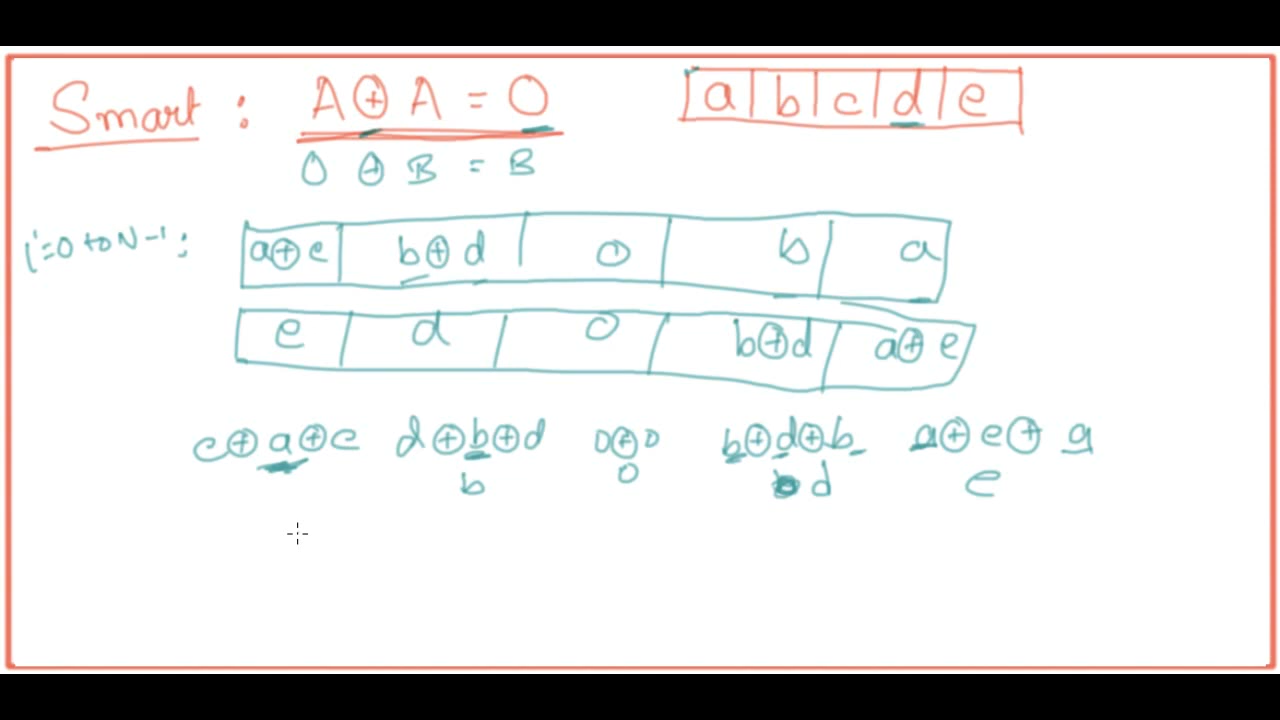 Smart : A ⊕ A = 0 a b c d e
0 ⊕ B = B
i=0 to N-1: a⊕e b⊕d 0 b a
e d 0 b⊕d a⊕e
e⊕a⊕e d⊕b⊕d 0⊕0 b⊕d⊕b a⊕e⊕a
b 0 d e